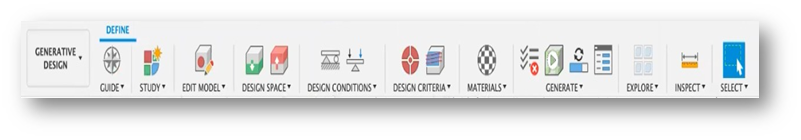 DEFINE
GENERATIVE
DESIGN
GUIDE STUDY EDIT MODEL DESIGN SPACE DESIGN CONDITIONS DESIGN CRITERIA MATERIALS GENERATE EXPLORE INSPECT SELECT